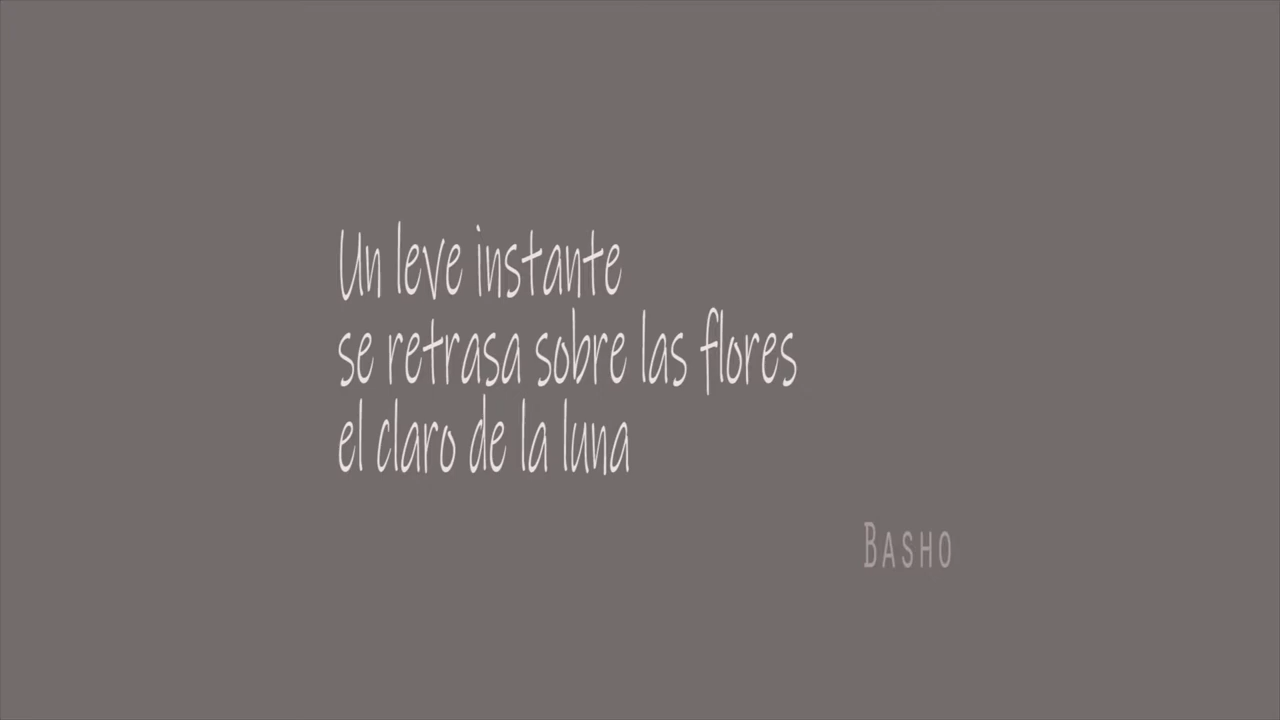 Un leve instante
se retrasa sobre las flores
el claro de la luna
Basho